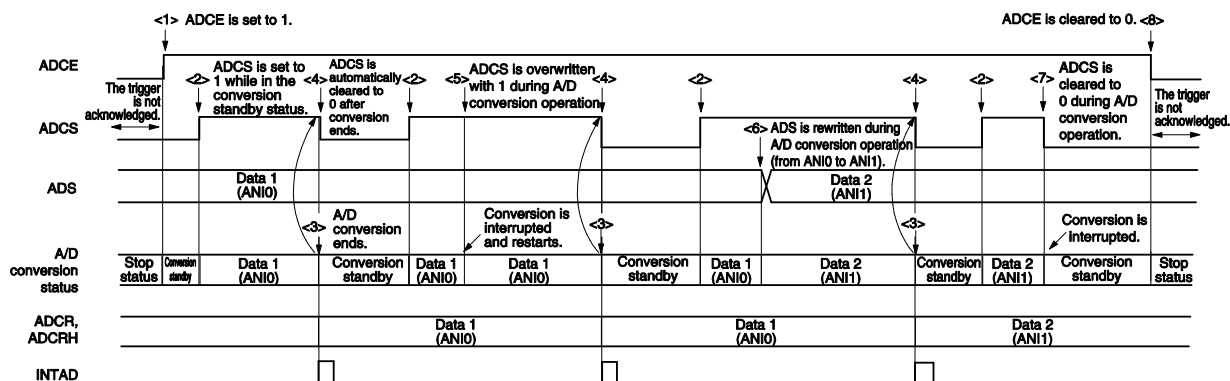 <1> ADCE is set to 1.
ADCE is cleared to 0. <8>
ADCE
The trigger
is not
acknowledged.
<2>
ADCS is set to
1 while in the
conversion
standby status.
<4>
ADCS is
automatically
cleared to
0 after
conversion
ends.
<2>
<5>
ADCS is overwritten
with 1 during A/D
conversion operation.
<4>
<2>
<4>
<2>
<7>
ADCS is
cleared to
0 during A/D
conversion
operation.
The trigger
is not
acknowledged.
ADCS
<6>
ADS is rewritten during
A/D conversion operation
(from ANI0 to ANI1).
ADS
Data 1
(ANI0)
Data 2
(ANI1)
<3>
A/D
conversion
ends.
Conversion is
interrupted
and restarts.
<3>
<3>
Conversion is
interrupted.
A/D
conversion
status
Stop
status
Conversion
standby
Data 1
(ANI0)
Conversion
standby
Data 1
(ANI0)
Data 1
(ANI0)
Conversion
standby
Data 1
(ANI0)
Data 2
(ANI1)
Conversion
standby
Data 2
(ANI1)
Conversion
standby
Stop
status
ADCR,
ADCRH
Data 1
(ANI0)
Data 1
(ANI0)
Data 2
(ANI1)
INTAD